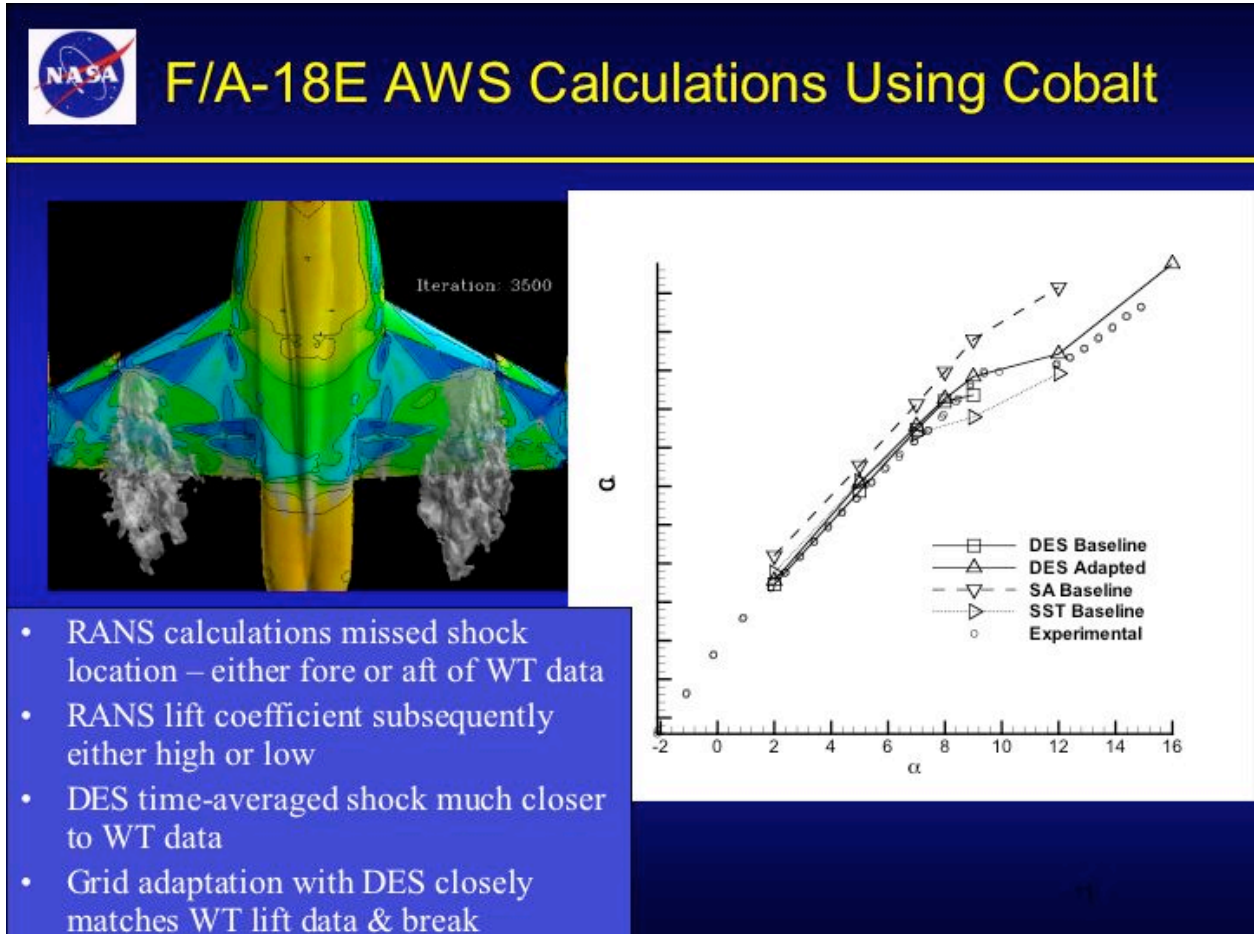 NASA
F/A-18E AWS Calculations Using Cobalt
Iteration: 3500
• RANS calculations missed shock
location – either fore or aft of WT data
• RANS lift coefficient subsequently
either high or low
• DES time-averaged shock much closer
to WT data
• Grid adaptation with DES closely
matches WT lift data & break
DES Baseline
DES Adapted
SA Baseline
SST Baseline
Experimental
-2 0 2 4 6 8 10 12 14 16
α